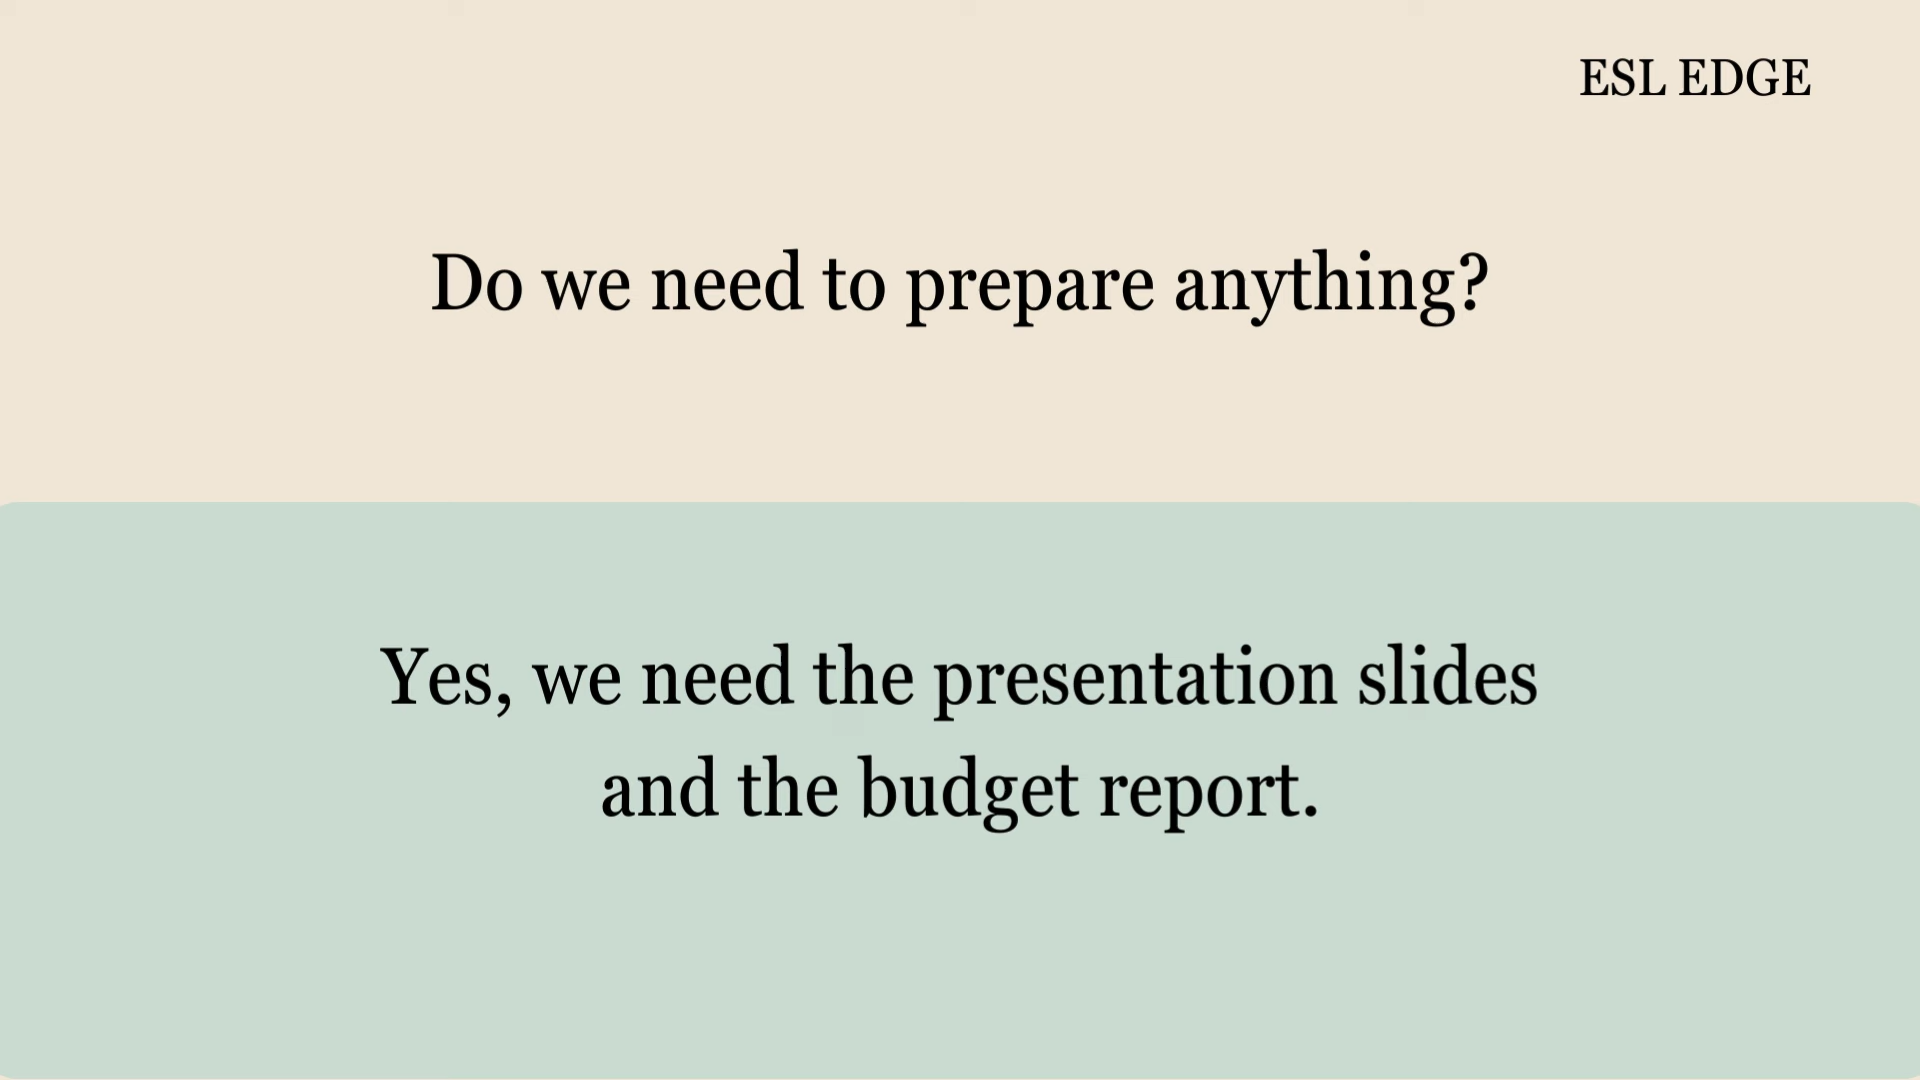 ESL EDGE
Do we need to prepare anything?
Yes, we need the presentation slides
and the budget report.